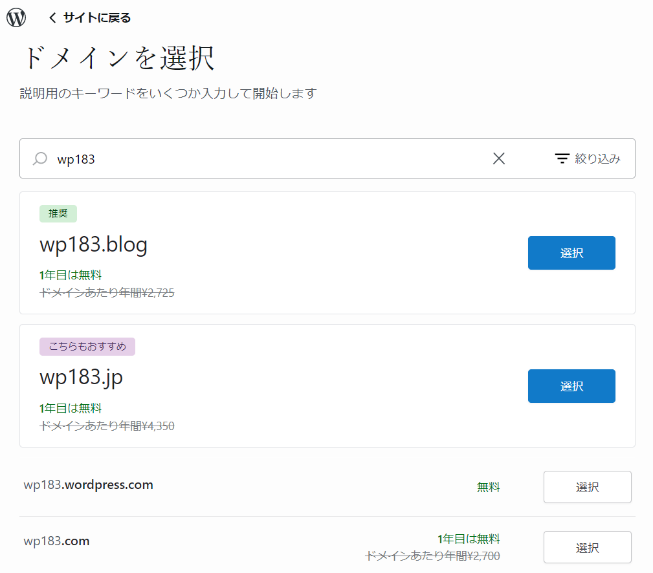 サイトに戻る
ドメインを選択
説明用のキーワードをいくつか入力して開始します
wp183
絞り込み
推奨
wp183.blog
1年目は無料
ドメインあたり年間¥2,725
選択
こちらもおすすめ
wp183.jp
1年目は無料
ドメインあたり年間¥4,350
選択
wp183.wordpress.com
無料
選択
wp183.com
1年目は無料
ドメインあたり年間¥2,700
選択